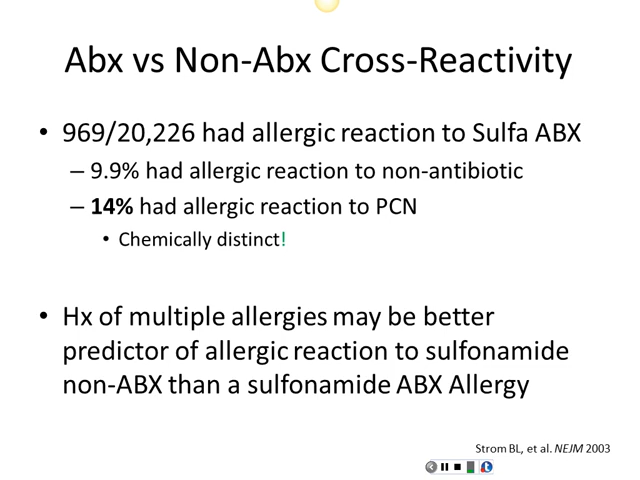 Abx vs Non-Abx Cross-Reactivity
• 969/20,226 had allergic reaction to Sulfa ABX
– 9.9% had allergic reaction to non-antibiotic
– 14% had allergic reaction to PCN
• Chemically distinct!
• Hx of multiple allergies may be better
predictor of allergic reaction to sulfonamide
non-ABX than a sulfonamide ABX Allergy
Strom BL, et al. NEJM 2003